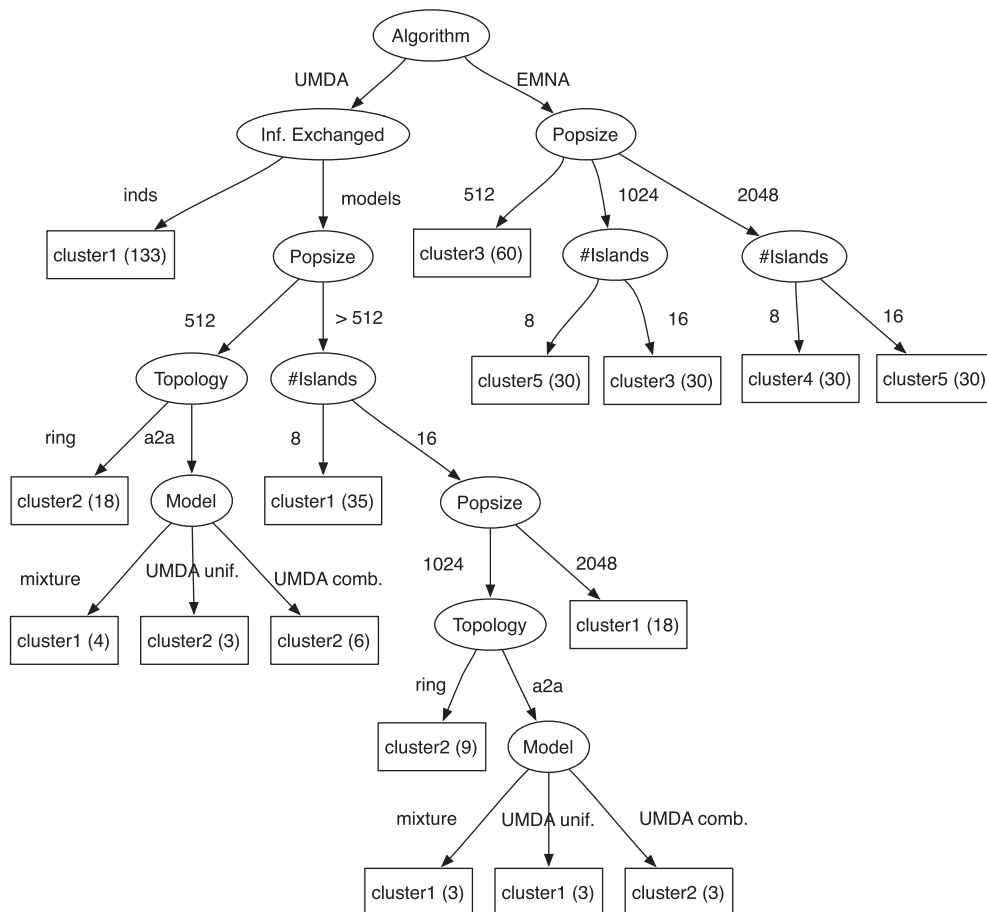 Algorithm
UMDA
EMNA
Inf. Exchanged
Popsize
inds
models
512
1024
2048
cluster1 (133)
Popsize
cluster3 (60)
#Islands
#Islands
512
> 512
8
16
8
16
Topology
#Islands
cluster5 (30)
cluster3 (30)
cluster4 (30)
cluster5 (30)
ring
a2a
8
16
cluster2 (18)
Model
cluster1 (35)
Popsize
mixture
UMDA unif.
UMDA comb.
1024
2048
cluster1 (4)
cluster2 (3)
cluster2 (6)
Topology
cluster1 (18)
ring
a2a
cluster2 (9)
Model
mixture
UMDA unif.
UMDA comb.
cluster1 (3)
cluster1 (3)
cluster2 (3)